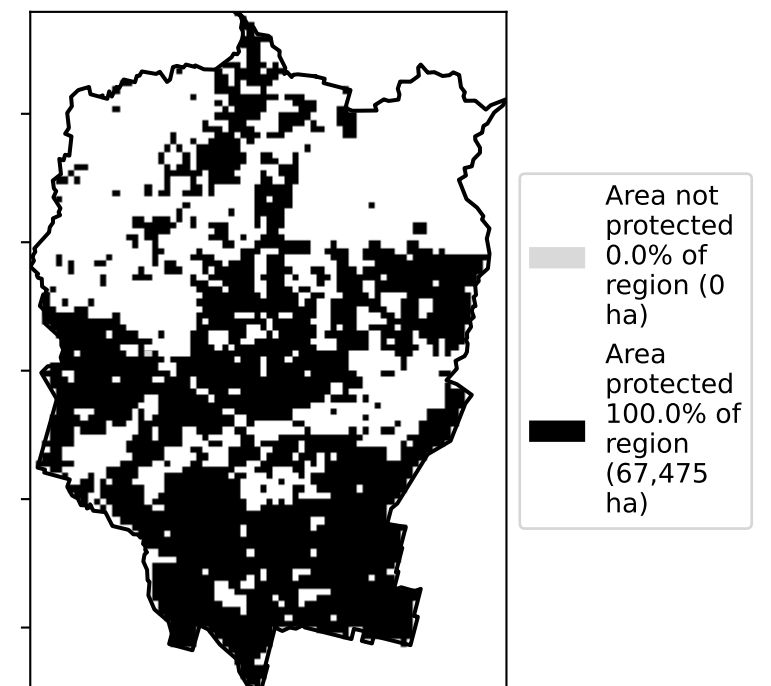 Area not
protected
0.0% of
region (0
ha)
Area
protected
100.0% of
region
(67,475
ha)